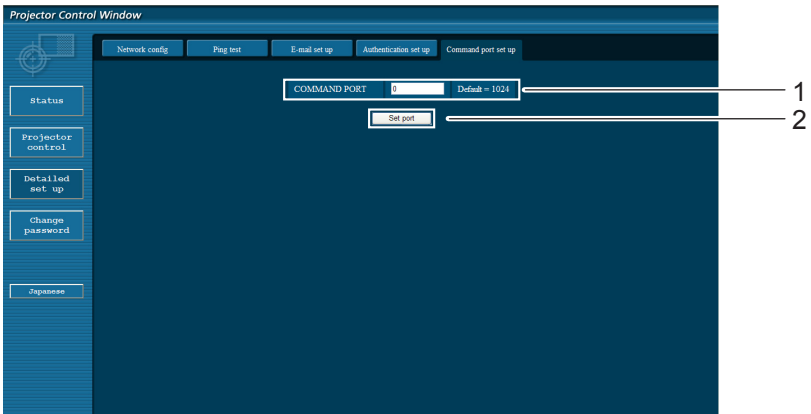 Projector Control Window
Network config
Ping test
E-mail set up
Authentication set up
Command port set up
COMMAND PORT 0 Default = 1024
1
Set port
2
Status
Projector
control
Detailed
set up
Change
password
Japanese